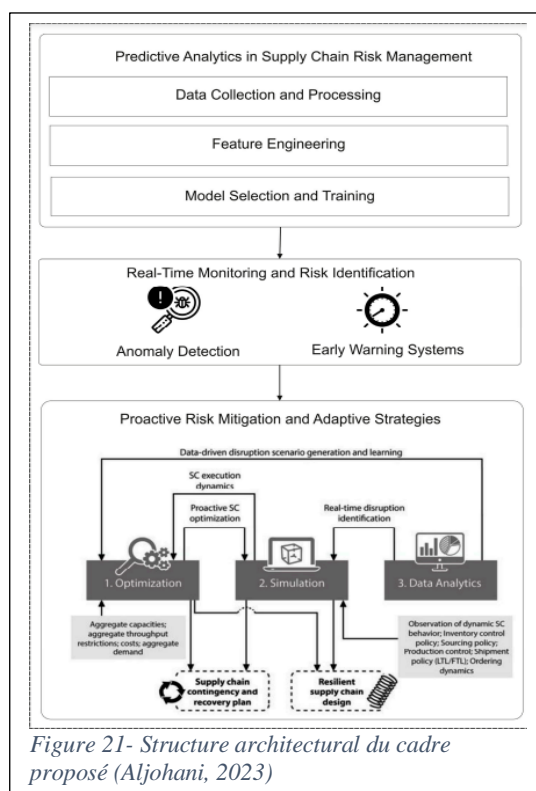 Predictive Analytics in Supply Chain Risk Management
Data Collection and Processing
Feature Engineering
Model Selection and Training
Real-Time Monitoring and Risk Identification
Anomaly Detection
Early Warning Systems
Proactive Risk Mitigation and Adaptive Strategies
Data-driven disruption scenario generation and learning
SC execution
dynamics
Proactive SC
optimization
Real-time disruption
identification
1. Optimization
2. Simulation
3. Data Analytics
Aggregate capacities;
aggregate throughput
restrictions; costs; aggregate
demand
Observation of dynamic SC
behavior; Inventory control
policy; Sourcing policy;
Production control; Shipment
policy (LTL/FTL); Ordering
dynamics
Supply chain
contingency and
recovery plan
Resilient
supply chain
design
Figure 21- Structure architectural du cadre
proposé (Aljohani, 2023)